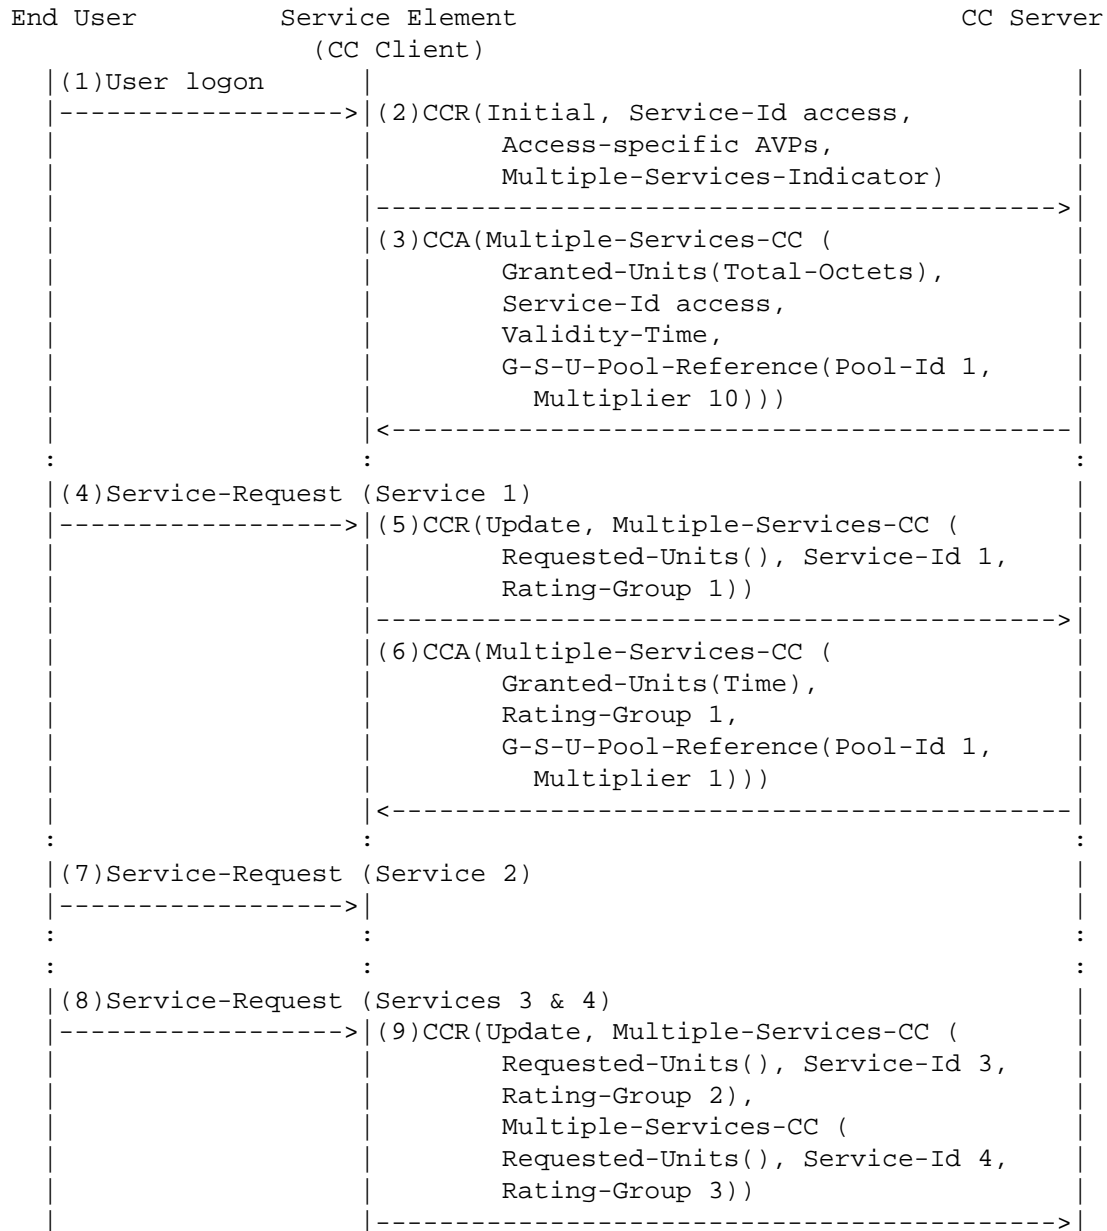 End User Service Element CC Server
(CC Client)
(1)User logon
(2)CCR(Initial, Service-Id access,
Access-specific AVPs,
Multiple-Services-Indicator)
(3)CCA(Multiple-Services-CC (
Granted-Units(Total-Octets),
Service-Id access,
Validity-Time,
G-S-U-Pool-Reference(Pool-Id 1,
Multiplier 10)))
(4)Service-Request (Service 1)
(5)CCR(Update, Multiple-Services-CC (
Requested-Units(), Service-Id 1,
Rating-Group 1))
(6)CCA(Multiple-Services-CC (
Granted-Units(Time),
Rating-Group 1,
G-S-U-Pool-Reference(Pool-Id 1,
Multiplier 1)))
(7)Service-Request (Service 2)
(8)Service-Request (Services 3 & 4)
(9)CCR(Update, Multiple-Services-CC (
Requested-Units(), Service-Id 3,
Rating-Group 2),
Multiple-Services-CC (
Requested-Units(), Service-Id 4,
Rating-Group 3))